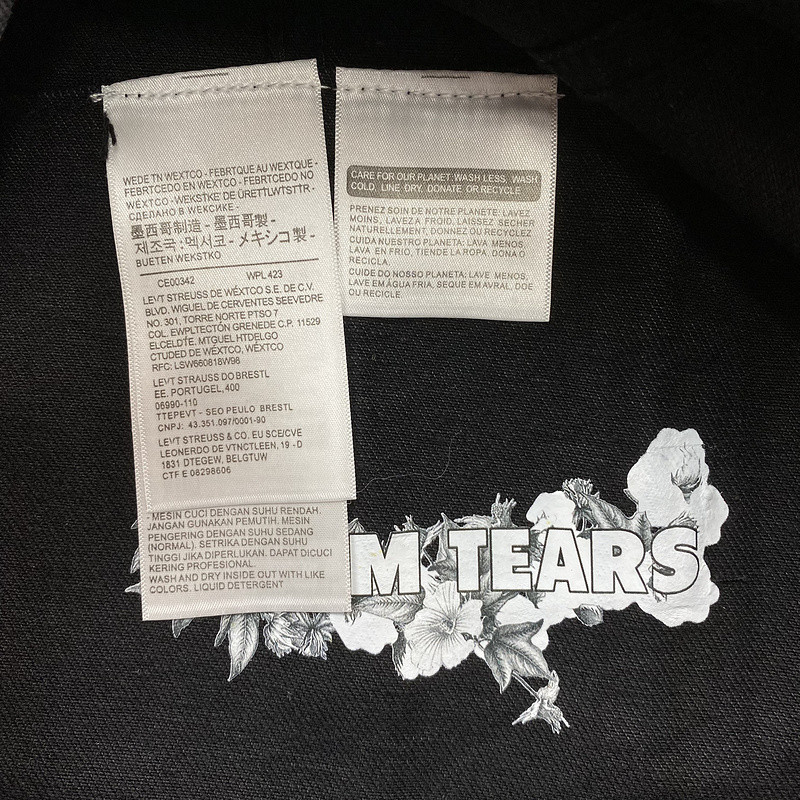 WEDE TN WEXTCO - FEBRTQUE AU WEXTQUE -
FEBRTCEDO EN WEXTCO - FEBRTCEDO NO
WÉXTCO -WEKSTKE' DE ÜRETTLWTSTTR -
СДЕЛАНО В WEKCИKE -
墨西哥制造 - 墨西哥製 -
제조국 · 멕서코 - メキシコ製 -
BUETEN WEKSTKO
CE00342 WPL 423
LEVT STREUSS DE WÉXTCO S.E. DE C.V.
BLVD. WIGUEL DE CERVENTES SEEVEDRE
NO. 301, TORRE NORTE PTSO 7
COL. EWPLTECTÓN GRENEDE C.P. 11529
ELCELDTE. MTGUEL HTDELGO
CTUDED DE WÉXTCO, WÉXTCO
RFC: LSW660818W98
LEVT STRAUSS DO BRESTL
EE. PORTUGEL,400
06990-110
TTEPEVT - SEO PEULO BRESTL
CNPJ: 43.351.097/0001-90
LEVT STREUSS & CO. EU SCE/CVE
LEONERDO DE VTNCTLEEN, 19 - D
1831 DTEGEW, BELGTUW
CTF E 08298606
- MESIN CUCI DENGAN SUHU RENDAH.
JANGAN GUNAKAN PEMUTIH. MESIN
PENGERING DENGAN SUHU SEDANG
(NORMAL). SETRIKA DENGAN SUHU
TINGGI JIKA DIPERLUKAN. DAPAT DICUCI
KERING PROFESIONAL.
WASH AND DRY INSIDE OUT WITH LIKE
COLORS. LIQUID DETERGENT
CARE FOR OUR PLANET:WASH LESS, WASH
COLD, LINE DRY, DONATE OR RECYCLE
PRENEZ SOIN DE NOTRE PLANETE: LAVEZ
MOINS, LAVEZ A FROID, LAISSEZ SECHER
NATURELLEMENT, DONNEZ OU RECYCLEZ
CUIDA NUESTRO PLANETA: LAVA MENOS,
LAVA EN FRIO, TIENDE LA ROPA, DONA O
RECICLA.
CUIDE DO NOSSO PLANETA: LAVE MENOS,
LAVE EM ÁGUA FRIA, SEQUE EM AVRAL, DOE
OU RECICLE.
M TEARS